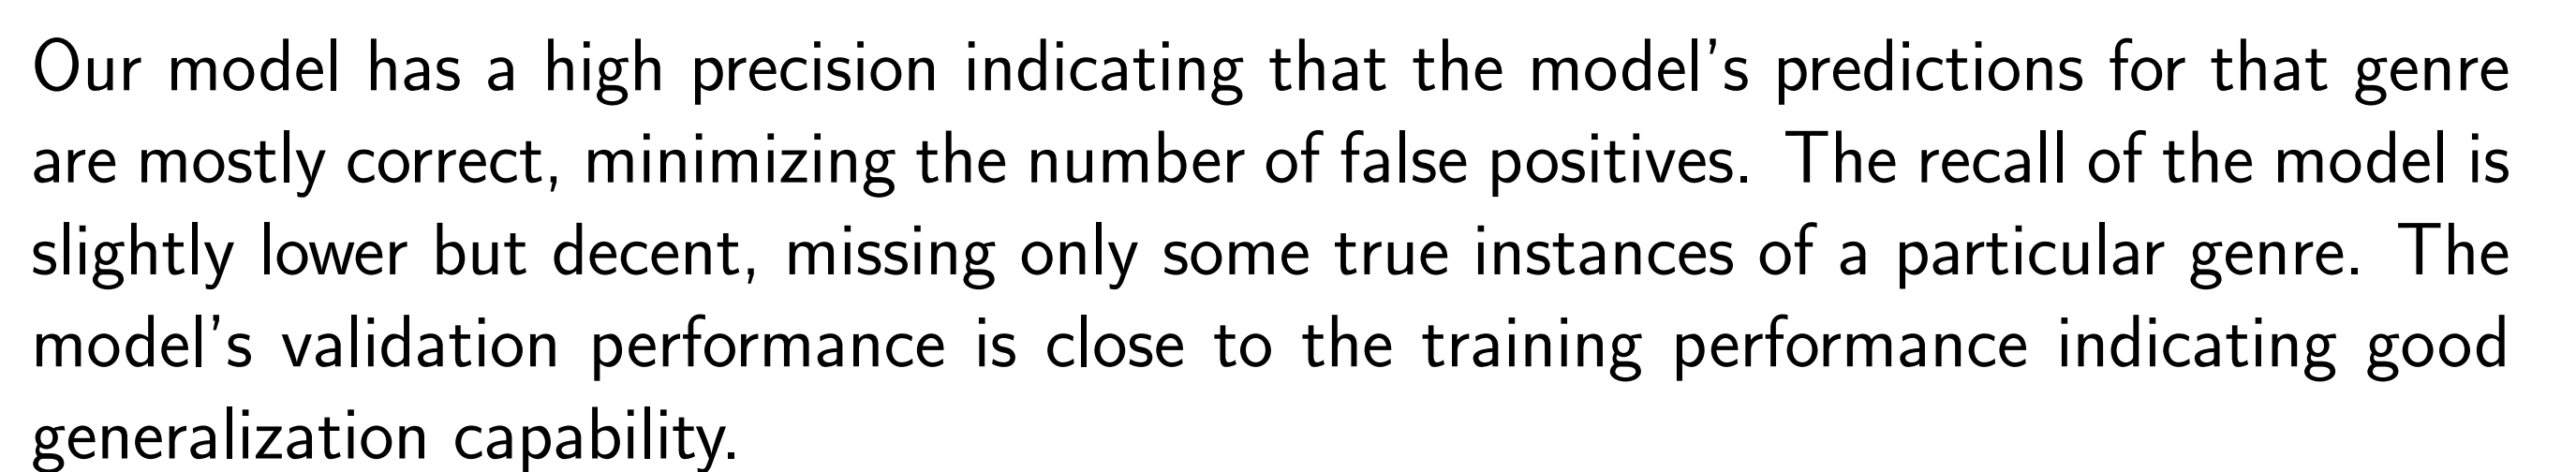 Our model has a high precision indicating that the model's predictions for that genre
are mostly correct, minimizing the number of false positives. The recall of the model is
slightly lower but decent, missing only some true instances of a particular genre. The
model's validation performance is close to the training performance indicating good
generalization capability.